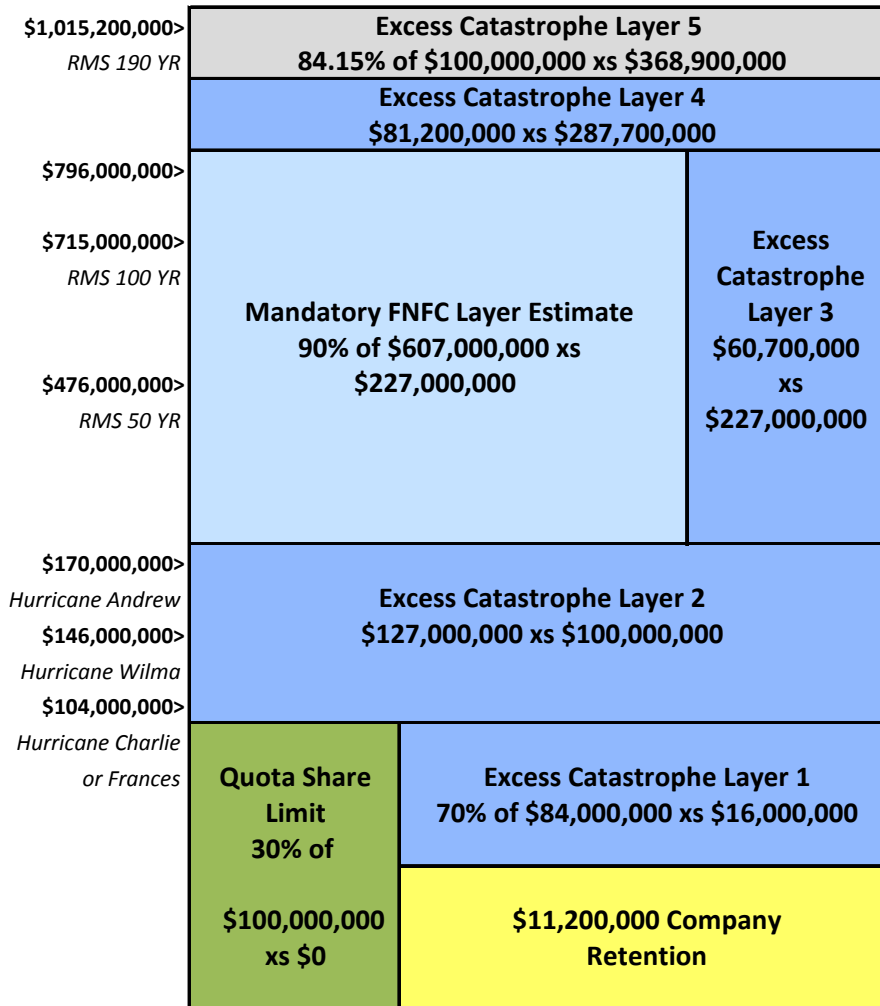 $1,015,200,000>
RMS 190 YR
Excess Catastrophe Layer 5
84.15% of $100,000,000 xs $368,900,000
Excess Catastrophe Layer 4
$81,200,000 xs $287,700,000
$796,000,000>
$715,000,000>
RMS 100 YR
$476,000,000>
RMS 50 YR
Mandatory FNFC Layer Estimate
90% of $607,000,000 xs
$227,000,000
Excess
Catastrophe
Layer 3
$60,700,000
xs
$227,000,000
$170,000,000>
Hurricane Andrew
$146,000,000>
Hurricane Wilma
$104,000,000>
Hurricane Charlie
or Frances
Excess Catastrophe Layer 2
$127,000,000 xs $100,000,000
Quota Share
Limit
30% of
$100,000,000
xs $0
Excess Catastrophe Layer 1
70% of $84,000,000 xs $16,000,000
$11,200,000 Company
Retention